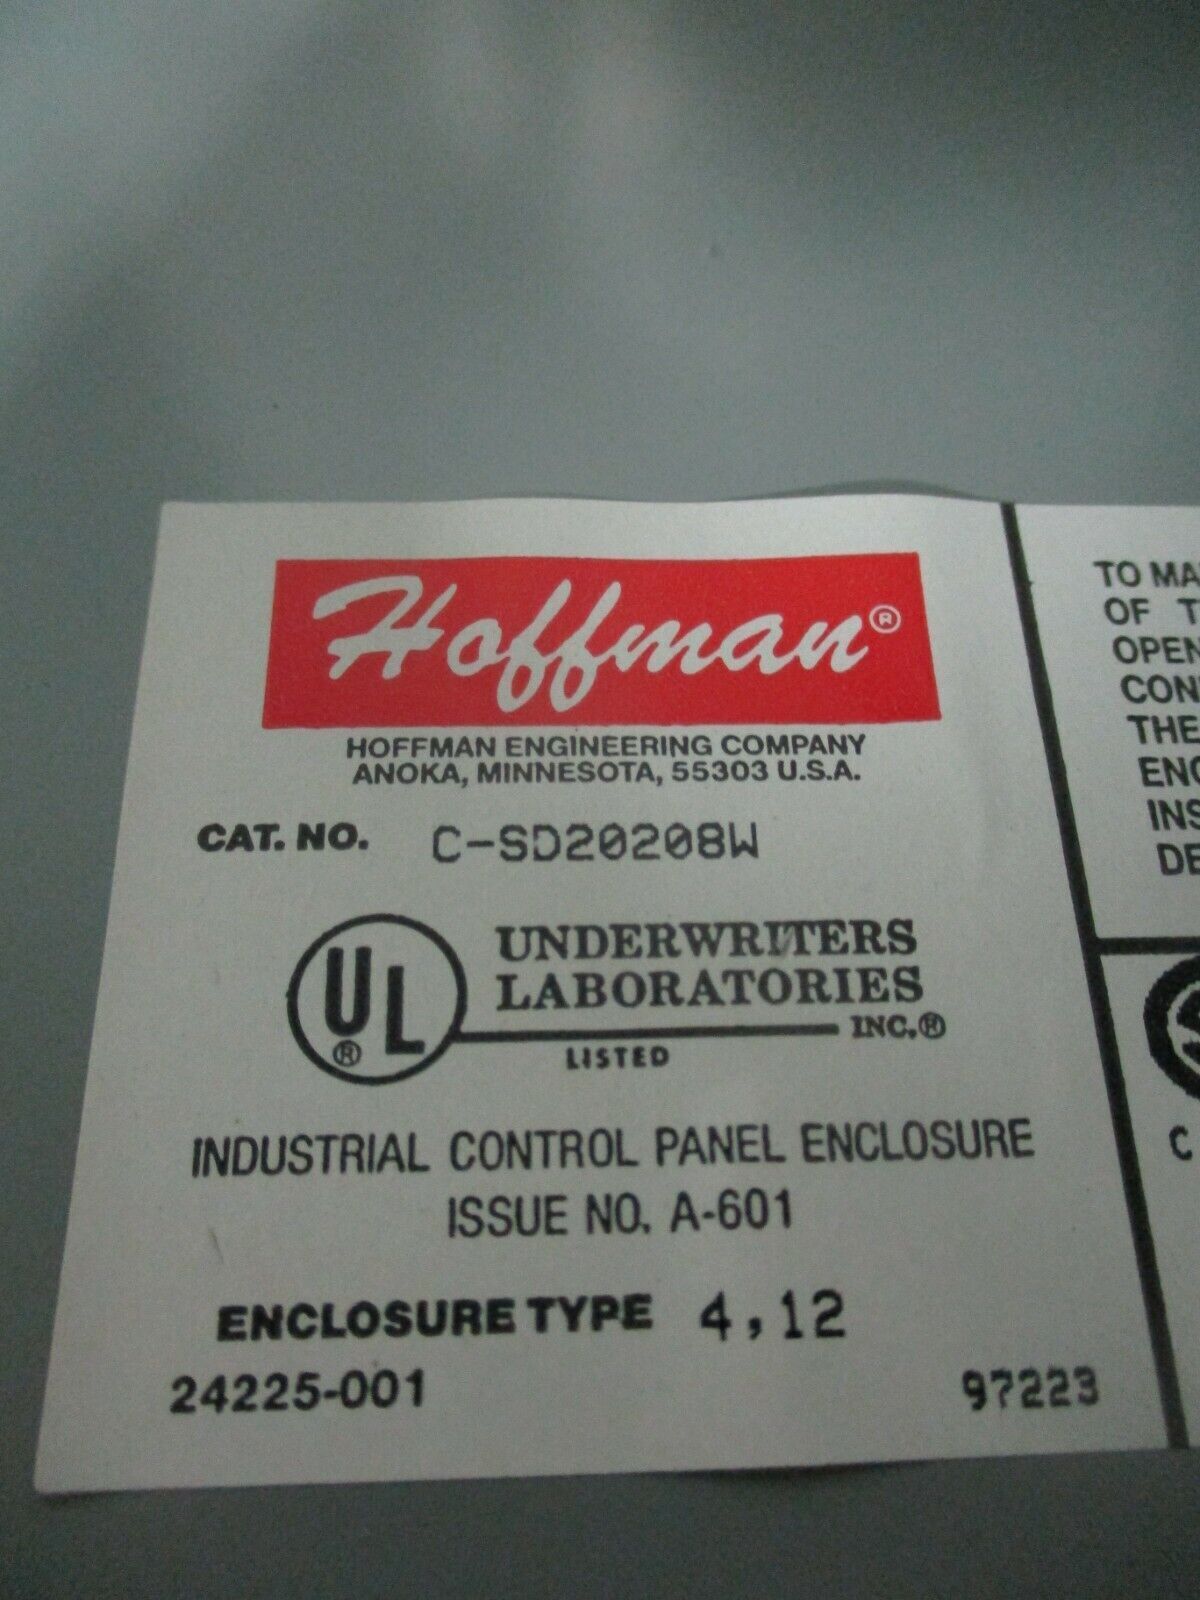 Hoffman®
HOFFMAN ENGINEERING COMPANY
ANOKA, MINNESOTA, 55303 U.S.A.
CAT. NO. C-SD20208W
UL®
UNDERWRITERS
LABORATORIES
INC.®
LISTED
INDUSTRIAL CONTROL PANEL ENCLOSURE
ISSUE NO. A-601
ENCLOSURE TYPE 4,12
24225-001 97223
TO MA
OF T
OPEN
CON
THE
ENC
INS
DE
C